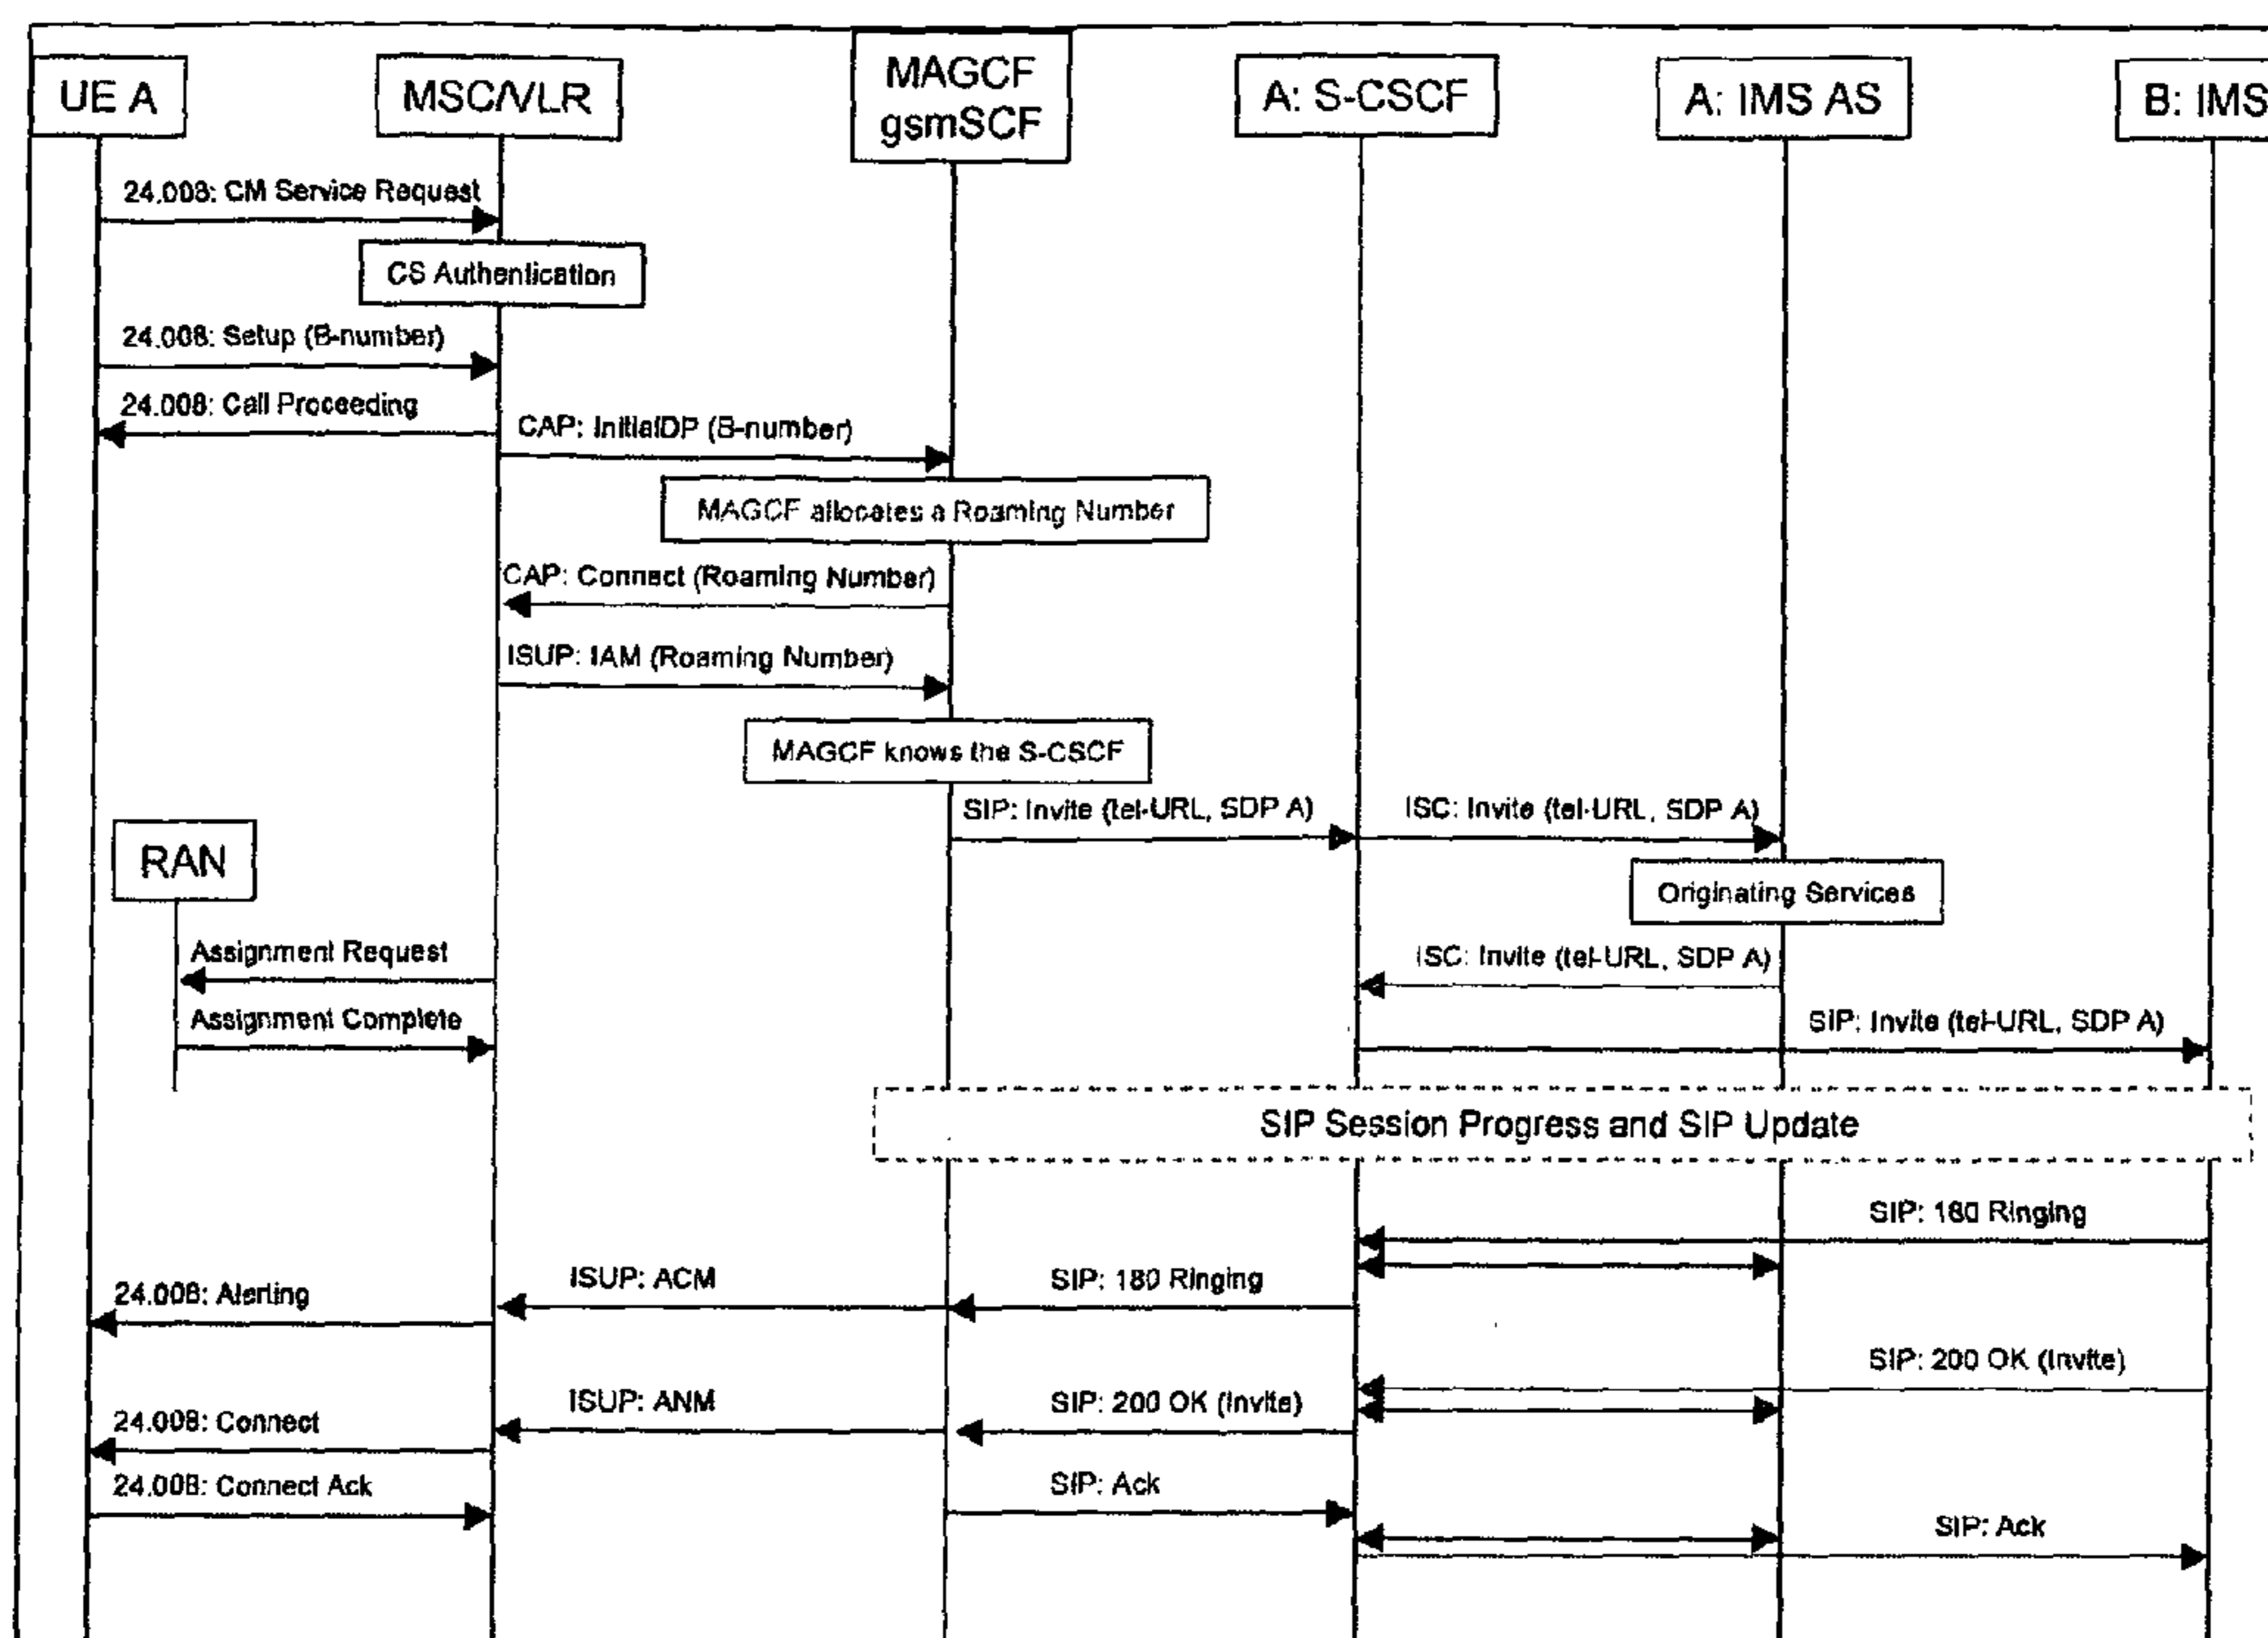 UE A
MSC/VLR
MAGCF
gsmSCF
A: S-CSCF
A: IMS AS
B: IMS
24.008: CM Service Request
CS Authentication
24.008: Setup (B-number)
24.008: Call Proceeding
CAP: InitialDP (B-number)
MAGCF allocates a Roaming Number
CAP: Connect (Roaming Number)
ISUP: IAM (Roaming Number)
MAGCF knows the S-CSCF
SIP: Invite (tel-URL, SDP A)
ISC: Invite (tel-URL, SDP A)
RAN
Originating Services
Assignment Request
ISC: Invite (tel-URL, SDP A)
Assignment Complete
SIP: Invite (tel-URL, SDP A)
SIP Session Progress and SIP Update
SIP: 180 Ringing
24.008: Alerting
ISUP: ACM
SIP: 180 Ringing
SIP: 200 OK (Invite)
24.008: Connect
ISUP: ANM
SIP: 200 OK (Invite)
24.008: Connect Ack
SIP: Ack
SIP: Ack